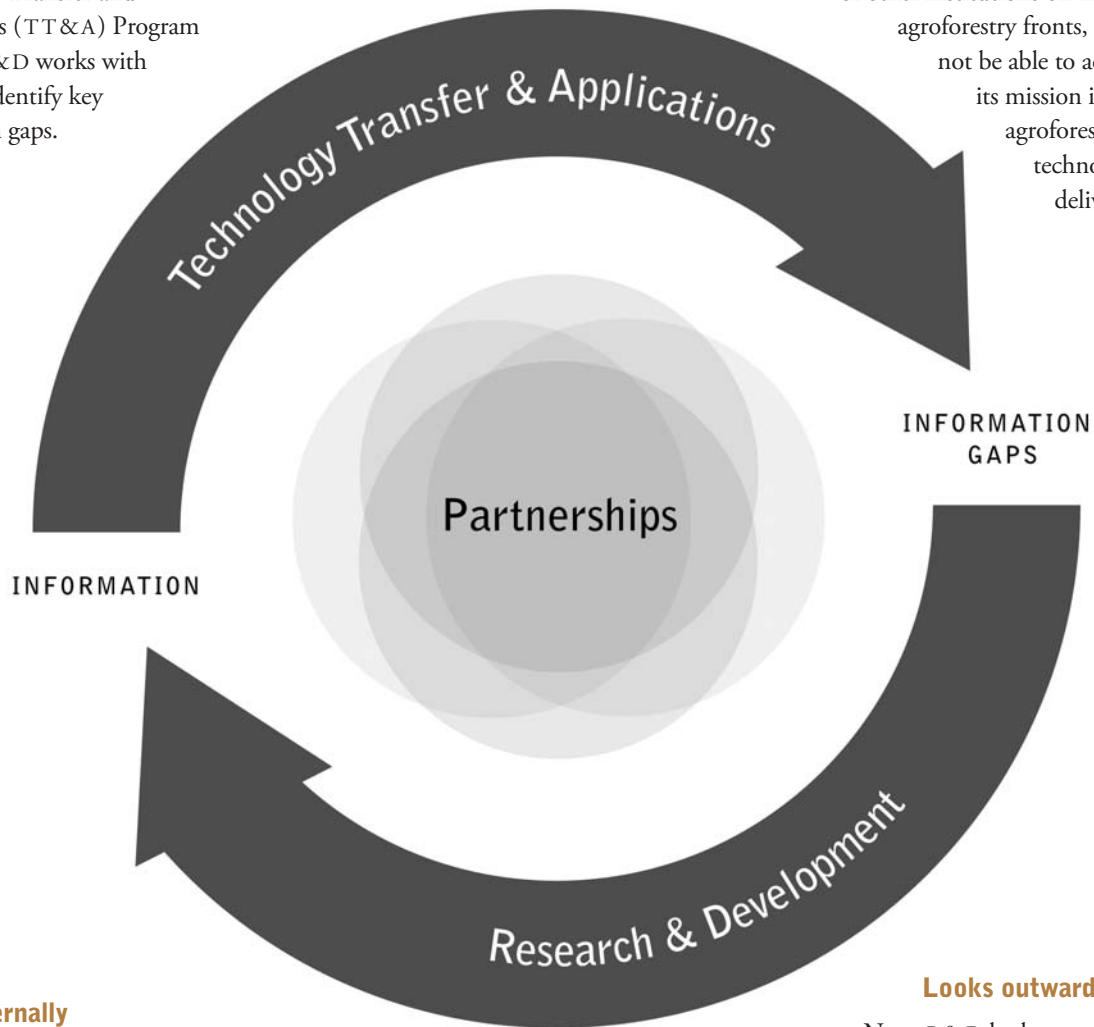 s (TT&A) Program
&D works with
dentify key
gaps.
agroforestry fronts,
not be able to ac
its mission i
agrofores
techno
deliv
Technology Transfer & Applications
INFORMATION
GAPS
Partnerships
INFORMATION
Research & Development
ernally
Looks outward